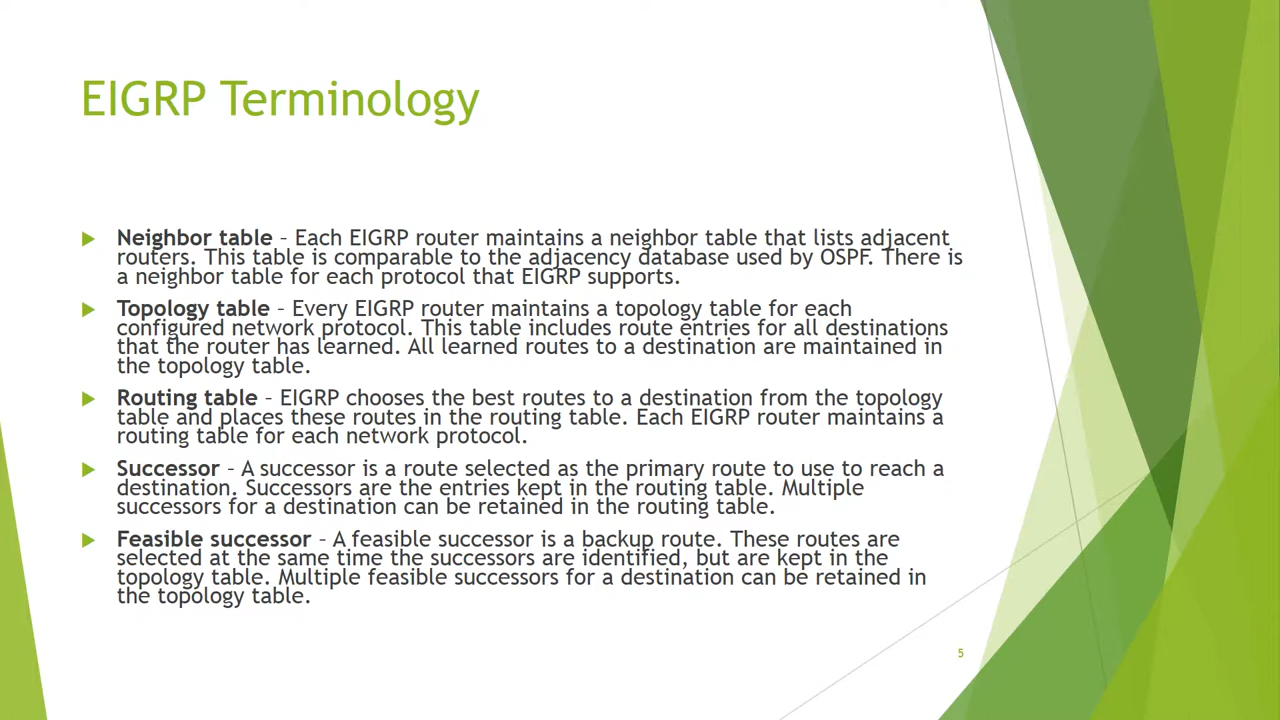 EIGRP Terminology
Neighbor table – Each EIGRP router maintains a neighbor table that lists adjacent
routers. This table is comparable to the adjacency database used by OSPF. There is
a neighbor table for each protocol that EIGRP supports.
Topology table – Every EIGRP router maintains a topology table for each
configured network protocol. This table includes route entries for all destinations
that the router has learned. All learned routes to a destination are maintained in
the topology table.
Routing table – EIGRP chooses the best routes to a destination from the topology
table and places these routes in the routing table. Each EIGRP router maintains a
routing table for each network protocol.
Successor – A successor is a route selected as the primary route to use to reach a
destination. Successors are the entries kept in the routing table. Multiple
successors for a destination can be retained in the routing table.
Feasible successor – A feasible successor is a backup route. These routes are
selected at the same time the successors are identified, but are kept in the
topology table. Multiple feasible successors for a destination can be retained in
the topology table.
5